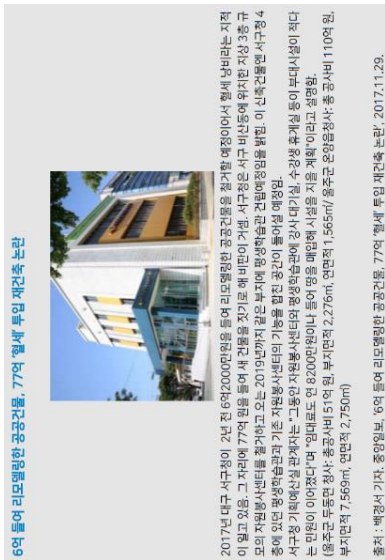 6억 들여 리모델링한 공공건물, 77억 '혈세' 투입 재건축 논란
2017년 대구 서구청이 2년 전 6억2000만원을 들여 리모델링한 공공건물을 철거할 예정이어서 혈세 낭비라는 지적
이 일고 있음. 그 자리에 77억 원을 들여 새 건물을 짓기로 해 비판이 거셈. 서구청은 서구 비산동에 위치한 지상 3층 규
모의 자원봉사센터를 철거하고 오는 2019년까지 같은 부지에 평생학습관 건립예정임을 밝힘. 이 신축건물엔 서구청 4
층에 있던 평생학습관과 기존 자원봉사센터의 기능을 합친 공간이 들어설 예정임.
서구청 기획예산실 관계자는 "그동안 자원봉사센터와 평생학습관에 강사 대기실, 수강생 휴게실 등이 부대시설이 적다
는 민원이 이어졌다"며 "임대료도 연 8200만원이나 들어 땅을 매입해 시설을 지을 계획"이라고 설명함.
(울주군 두동면 청사: 총공사비 51억 원, 부지면적 2,276㎡, 연면적 1,565㎡/ 울주군 온양읍청사: 총 공사비 110억 원,
부지면적 7,569㎡, 연면적 2,750㎡)
출처 : 백경서 기자, 중앙일보, '6억 들여 리모델링한 공공건물, 77억 '혈세' 투입 재건축 논란', 2017.11.29.